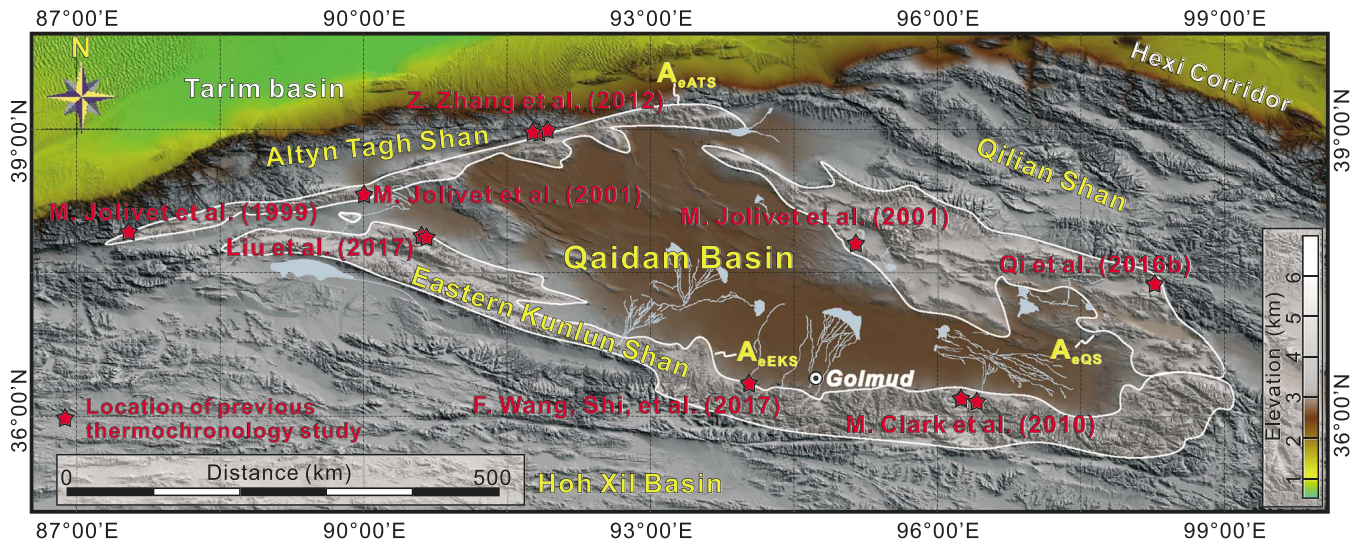 87°00′E 90°00′E 93°00′E 96°00′E 99°00′E
N
Tarim basin
Hexi Corridor
A eATS
Z. Zhang et al. (2012)
39°00′N
39°00′N
Altyn Tagh Shan
Qilian Shan
M. Jolivet et al. (2001)
M. Jolivet et al. (1999)
M. Jolivet et al. (2001)
Liu et al. (2017)
Qaidam Basin
Qi et al. (2016b)
Eastern Kunlun Shan
A eEKS
A eQS
Golmud
F. Wang, Shi, et al. (2017)
M. Clark et al. (2010)
36°00′N
36°00′N
Location of previous
thermochronology study
Distance (km)
0 500
Hoh Xil Basin
Elevation (km)
1 2 3 4 5 6
87°00′E 90°00′E 93°00′E 96°00′E 99°00′E